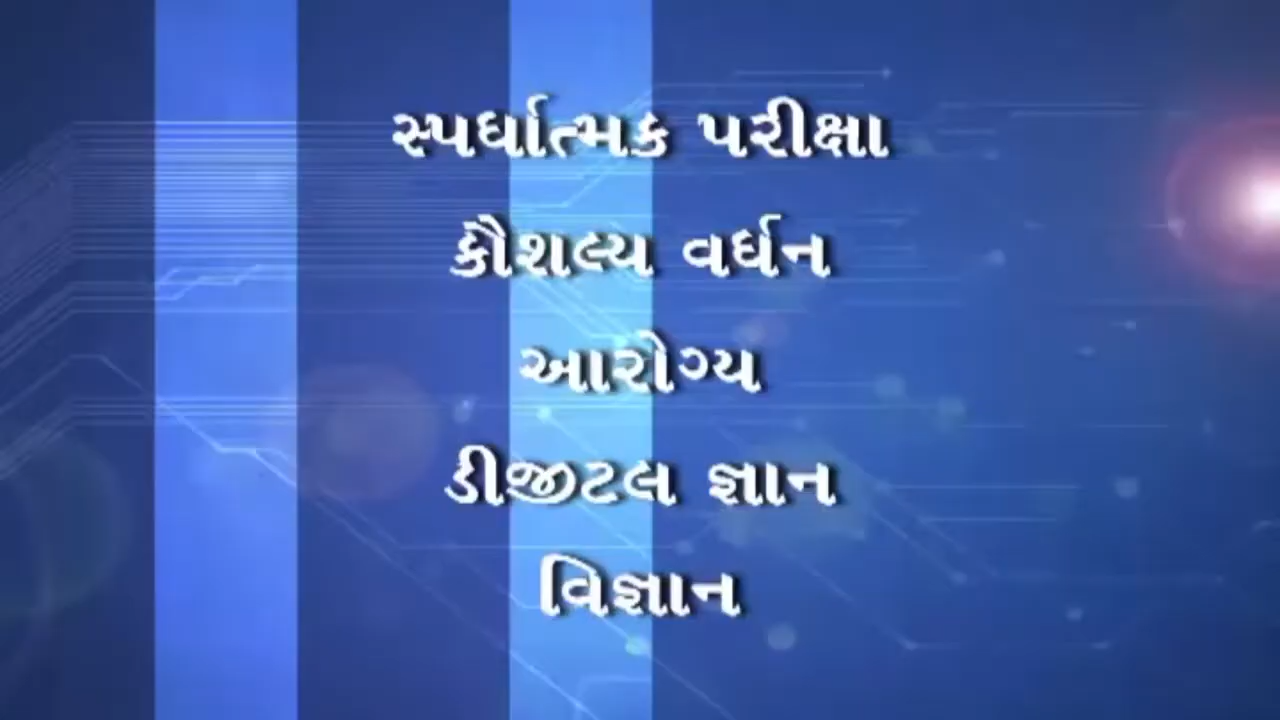 સ્પર્ધાત્મક પરીક્ષા
કૌશલ્ય વર્ધન
આરોગ્ય
ડીજીટલ જ્ઞાન
વિજ્ઞાન